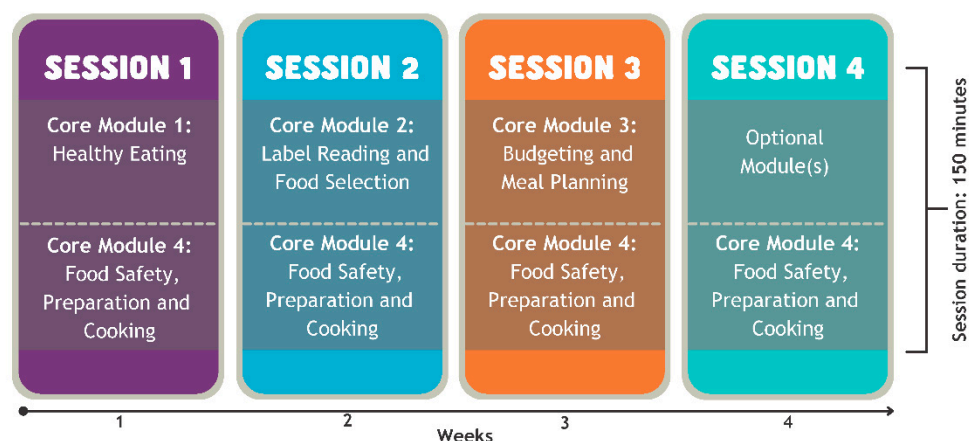 SESSION 1
Core Module 1:
Healthy Eating
Core Module 4:
Food Safety,
Preparation and
Cooking
SESSION 2
Core Module 2:
Label Reading and
Food Selection
Core Module 4:
Food Safety,
Preparation and
Cooking
SESSION 3
Core Module 3:
Budgeting and
Meal Planning
Core Module 4:
Food Safety,
Preparation and
Cooking
SESSION 4
Optional
Module(s)
Core Module 4:
Food Safety,
Preparation and
Cooking
Session duration: 150 minutes
1
2
3
4
Weeks